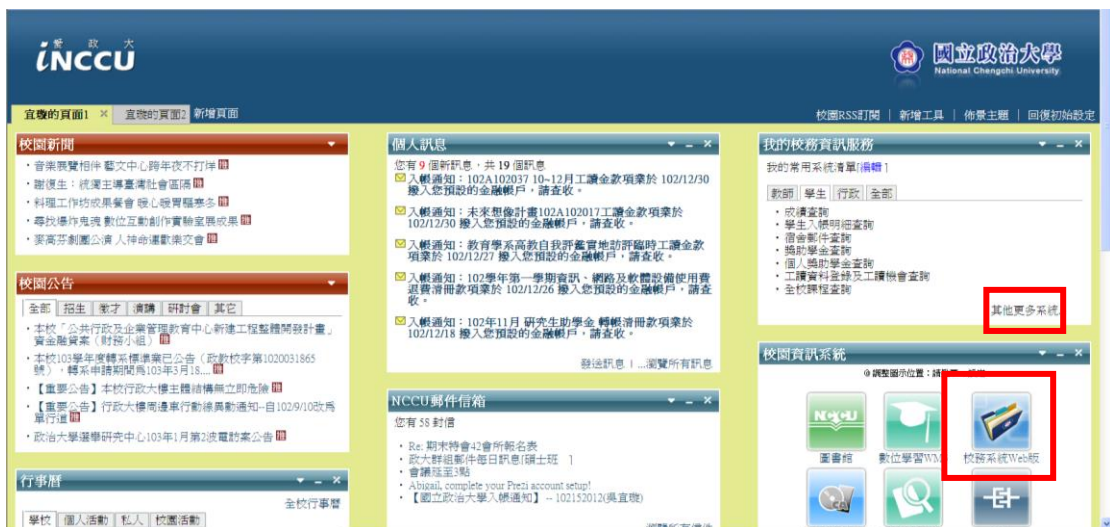 愛 政 大
iNCCU
國立政治大學
National Chengchi University
宜璇的頁面1 × 宜璇的頁面2 新增頁面
校園RSS訂閱 | 新增工具 | 佈景主題 | 回復初始設定
校園新聞
・音樂展覽相伴 藝文中心跨年夜不打烊
・謝復生：統獨主導臺灣社會區隔
・料理工作坊成果餐會 暖心暖胃驅寒冬
・尋找爆炸鬼魂 數位互動創作實驗室展成果
・麥高芬劇團公演 人神命運歡樂交會
校園公告
全部 招生 徵才 演講 研討會 其它
・本校「公共行政及企業管理教育中心新建工程整體開發計畫」
資金融資案（財務小組）
・本校103學年度轉系標準業已公告（政教校字第1020031865
號），轉系申請期間為103年3月18....
・【重要公告】本校行政大樓主體結構無立即危險
・【重要公告】行政大樓周邊車行動線異動通知--自102/9/10改為
單行道
・政治大學選舉研究中心103年1月第2波電訪案公告
行事曆
全校行事曆
學校 個人活動 私人 校園活動
個人訊息
您有 9 個新訊息，共 19 個訊息
入帳通知：102A102037 10~12月工讀金款項業於 102/12/30
撥入您預設的金融帳戶，請查收。
入帳通知：未來想像計畫102A102017工讀金款項業於
102/12/30 撥入您預設的金融帳戶，請查收。
入帳通知：教育學系高教自我評鑑實地訪評臨時工讀金款
項業於 102/12/27 撥入您預設的金融帳戶，請查收。
入帳通知：102學年第一學期資訊、網路及軟體設備使用費
退費清冊款項業於 102/12/26 撥入您預設的金融帳戶，請查
收。
入帳通知：102年11月 研究生助學金 轉帳清冊款項業於
102/12/18 撥入您預設的金融帳戶，請查收。
發送訊息 | ...瀏覽所有訊息
NCCU郵件信箱
您有 58 封信
・Re: 期末特會42會所報名表
・政大群組郵件每日訊息[碩士班 ]
・會議延至3點
・Abigail, complete your Prezi account setup!
・【國立政治大學入帳通知】 -- 102152012(吳宜璇)
瀏覽所有信件
我的校務資訊服務
我的常用系統清單[編輯]
教師 學生 行政 全部
・成績查詢
・學生入帳明細查詢
・宿舍郵件查詢
・獎助學金查詢
・個人獎助學金查詢
・工讀資料登錄及工讀機會查詢
・全校課程查詢
其他更多系統
校園資訊系統
@ 調整圖示位置：請
NCCU
圖書館 數位學習WM 校務系統Web版